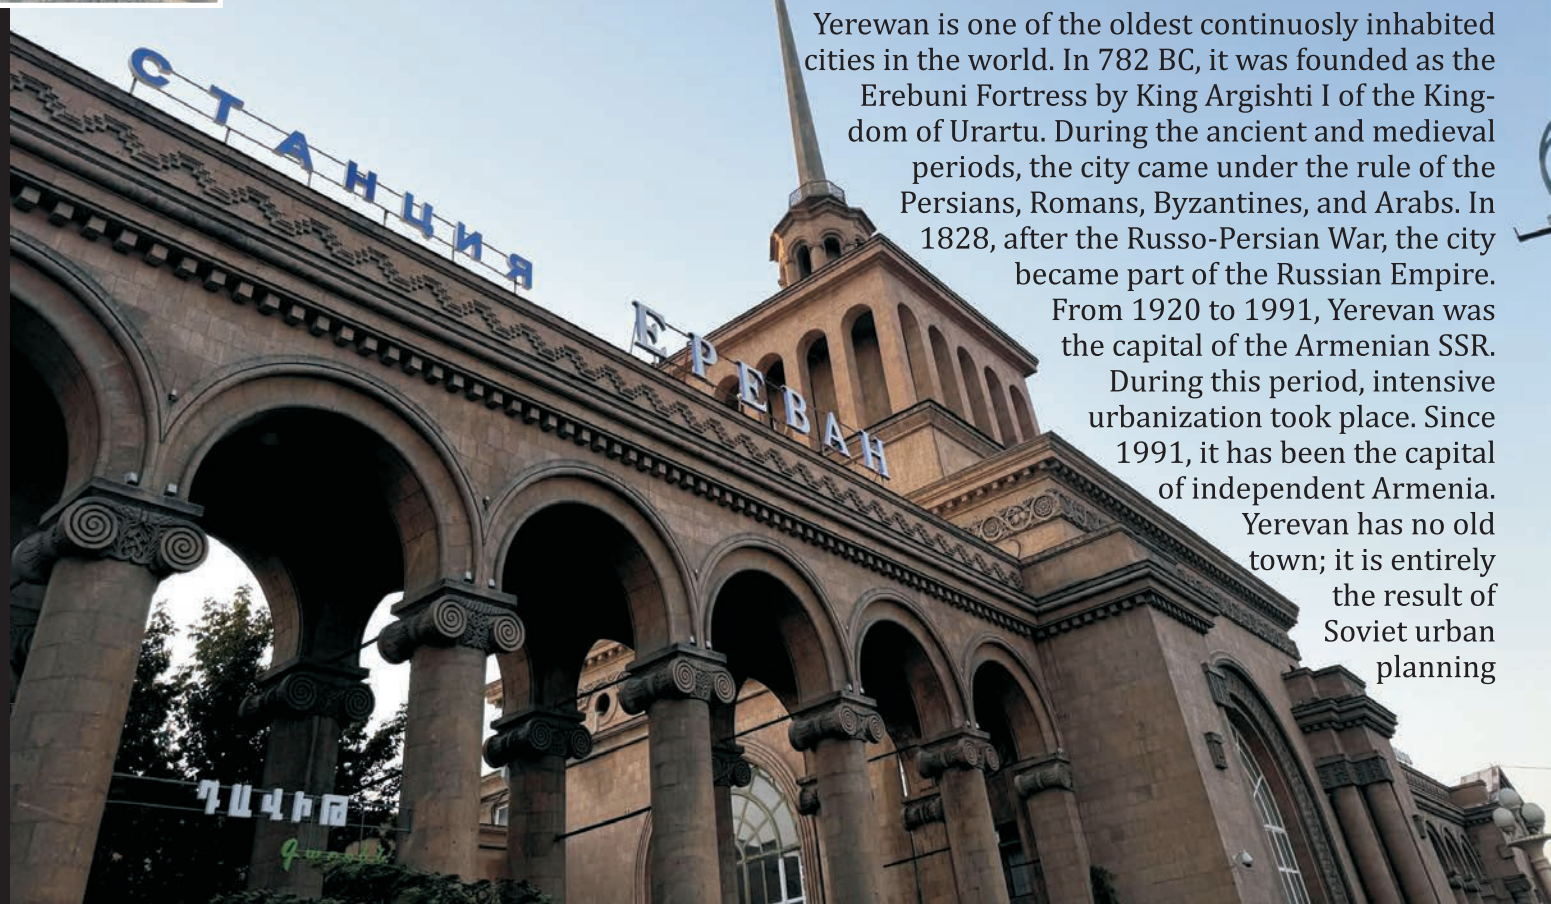 СТАНЦИЯ
ЕРЕВАН
Yerewan is one of the oldest continuosly inhabited
cities in the world. In 782 BC, it was founded as the
Erebuni Fortress by King Argishti I of the King-
dom of Urartu. During the ancient and medieval
periods, the city came under the rule of the
Persians, Romans, Byzantines, and Arabs. In
1828, after the Russo-Persian War, the city
became part of the Russian Empire.
From 1920 to 1991, Yerevan was
the capital of the Armenian SSR.
During this period, intensive
urbanization took place. Since
1991, it has been the capital
of independent Armenia.
Yerevan has no old
town; it is entirely
the result of
Soviet urban
planning
ԴԱՎԻԹ